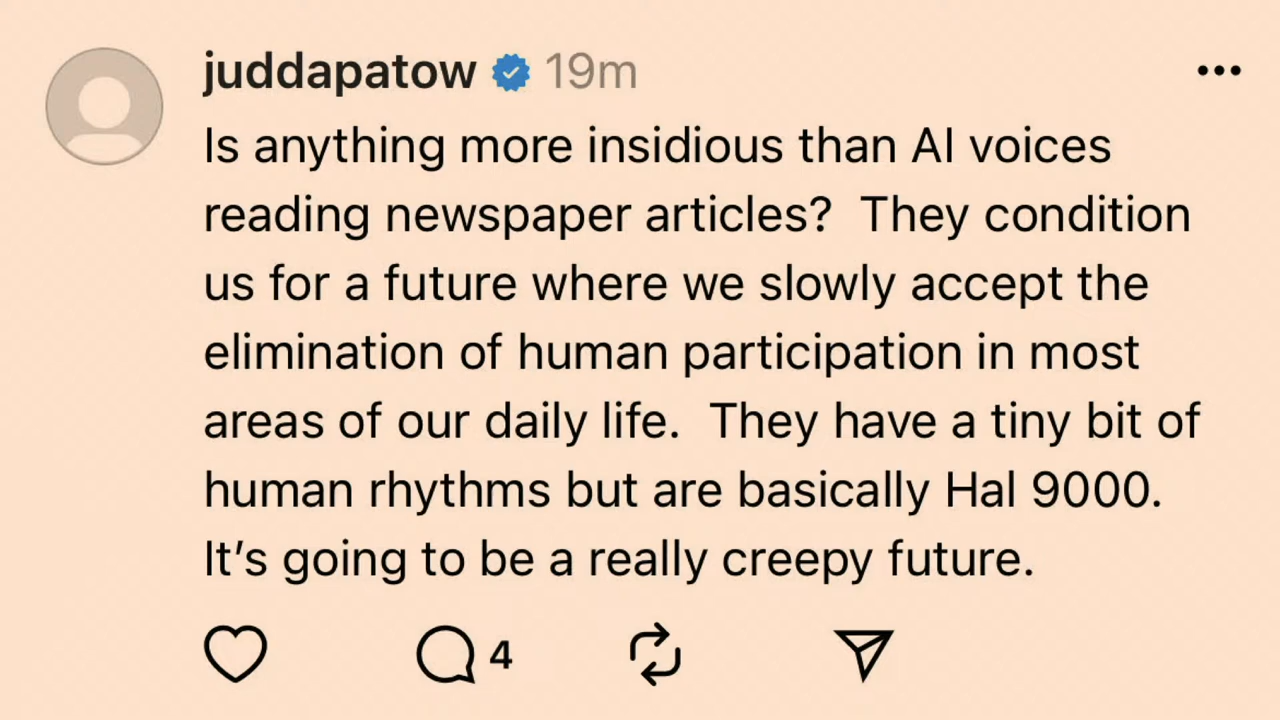 juddapatow 19m
Is anything more insidious than AI voices
reading newspaper articles?  They condition
us for a future where we slowly accept the
elimination of human participation in most
areas of our daily life.  They have a tiny bit of
human rhythms but are basically Hal 9000.
It’s going to be a really creepy future.
4